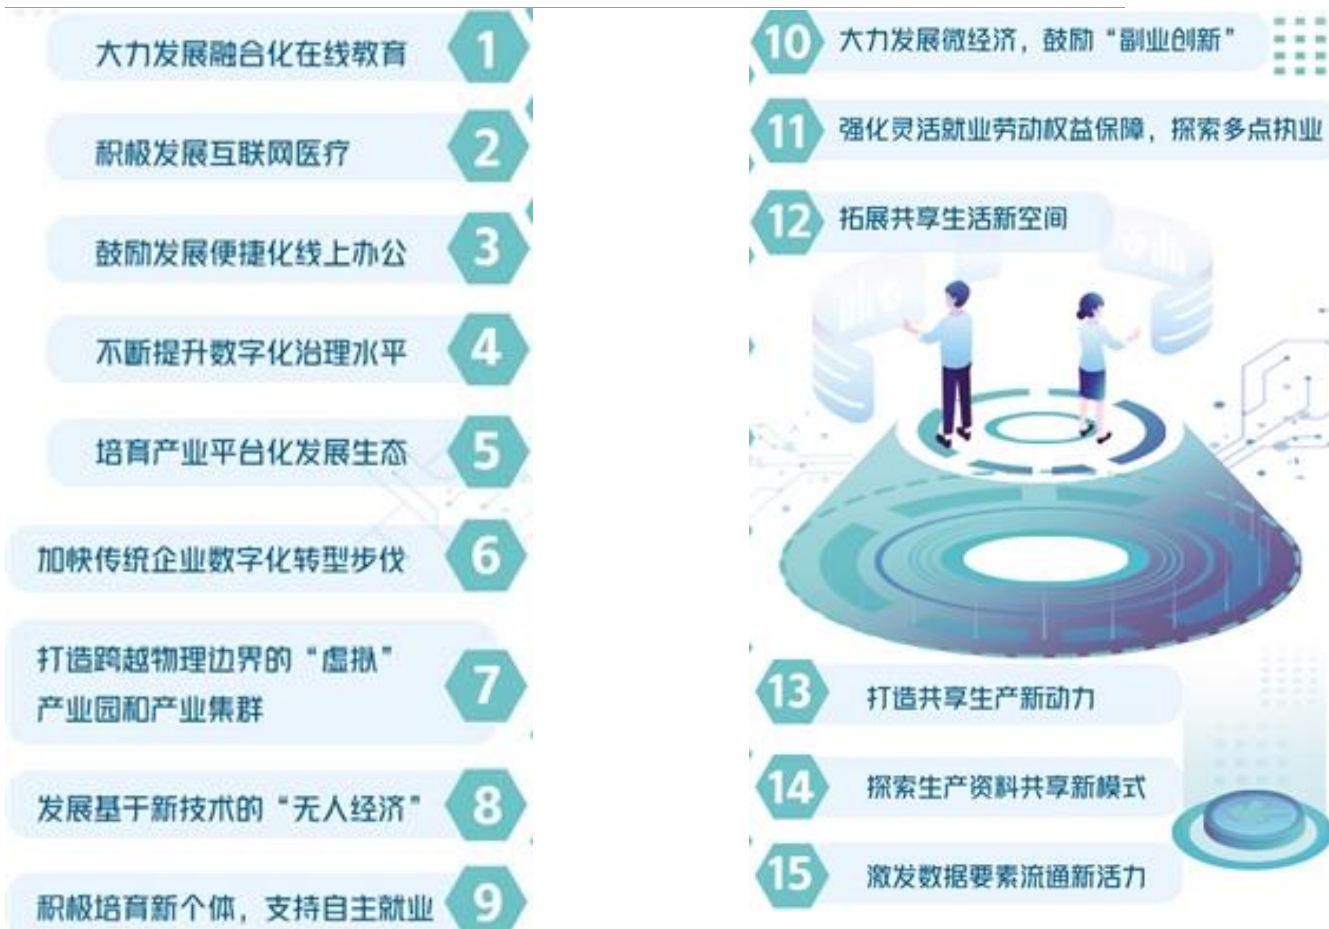 大力发展融合化在线教育 1
积极发展互联网医疗 2
鼓励发展便捷化线上办公 3
不断提升数字化治理水平 4
培育产业平台化发展生态 5
加快传统企业数字化转型步伐 6
打造跨越物理边界的“虚拟”
产业园和产业集群 7
发展基于新技术的“无人经济” 8
积极培育新个体，支持自主就业 9
10 大力发展微经济，鼓励“副业创新”
11 强化灵活就业劳动权益保障，探索多点执业
12 拓展共享生活新空间
13 打造共享生产新动力
14 探索生产资料共享新模式
15 激发数据要素流通新活力